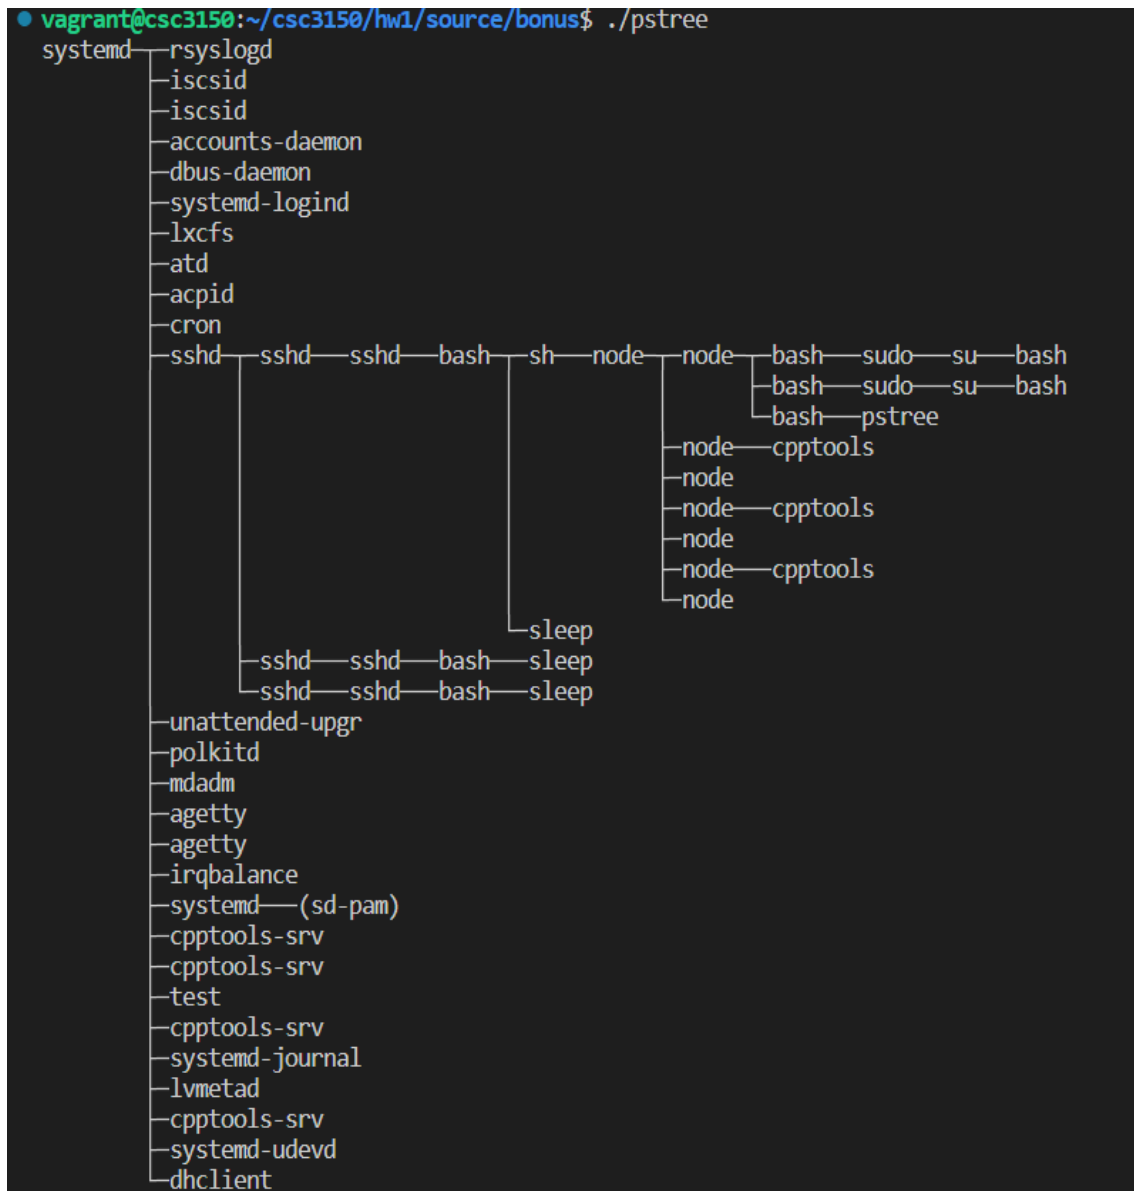 vagrant@csc3150:~/csc3150/hw1/source/bonus$ ./pstree
systemd─┬─rsyslogd
        ├─iscsid
        ├─iscsid
        ├─accounts-daemon
        ├─dbus-daemon
        ├─systemd-logind
        ├─lxcfs
        ├─atd
        ├─acpid
        ├─cron
        ├─sshd─┬─sshd───sshd───bash─┬─sh───node─┬─node─┬─bash───sudo───su───bash
        │      │                    │           │      ├─bash───sudo───su───bash
        │      │                    │           │      └─bash───pstree
        │      │                    │           ├─node───cpptools
        │      │                    │           ├─node
        │      │                    │           ├─node───cpptools
        │      │                    │           ├─node
        │      │                    │           ├─node───cpptools
        │      │                    │           └─node
        │      │                    └─sleep
        │      ├─sshd───sshd───bash───sleep
        │      └─sshd───sshd───bash───sleep
        ├─unattended-upgr
        ├─polkitd
        ├─mdadm
        ├─agetty
        ├─agetty
        ├─irqbalance
        ├─systemd───(sd-pam)
        ├─cpptools-srv
        ├─cpptools-srv
        ├─test
        ├─cpptools-srv
        ├─systemd-journal
        ├─lvmetad
        ├─cpptools-srv
        ├─systemd-udevd
        └─dhclient